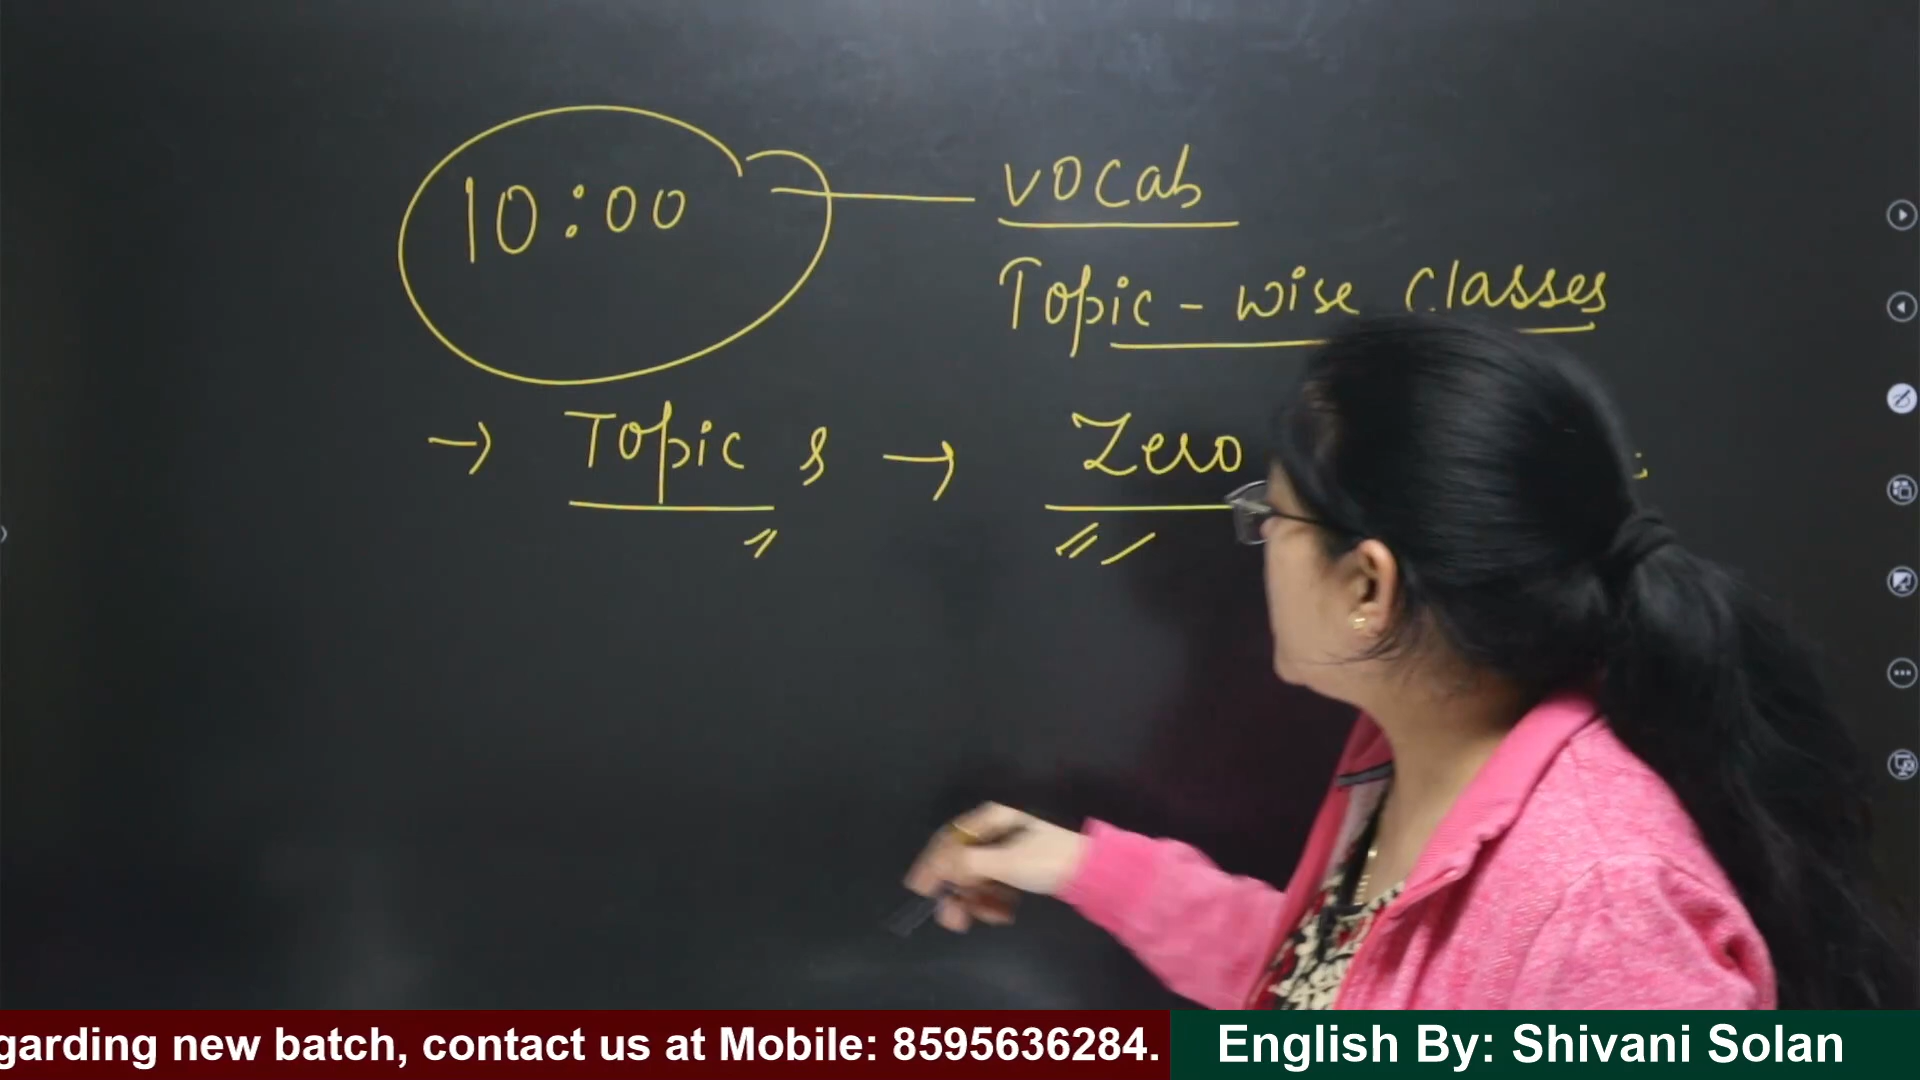 10:00 vocab
Topic - wise Classes
→ Topic s → Zero
garding new batch, contact us at Mobile: 8595636284.
English By: Shivani Solan